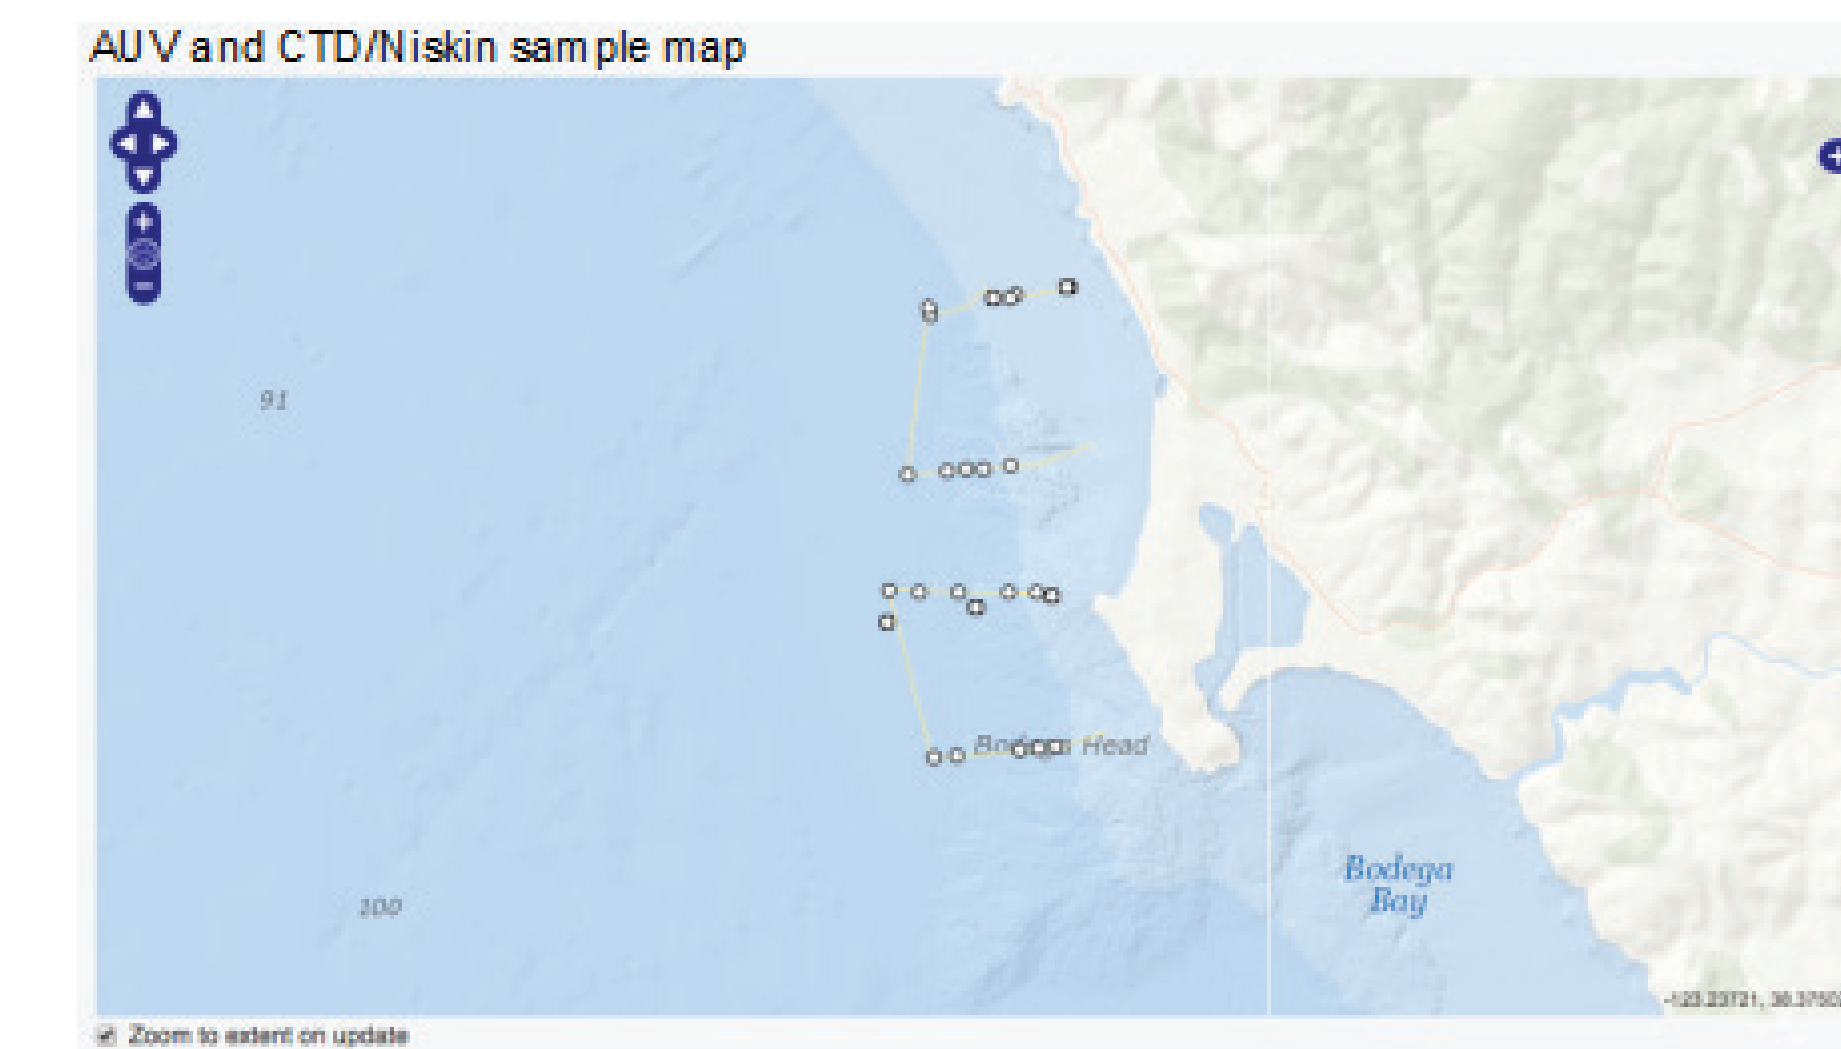 AUV and CTD/Niskin sample map
91
Bodega Head
100
Bodega
Bay
Zoom to extent on update